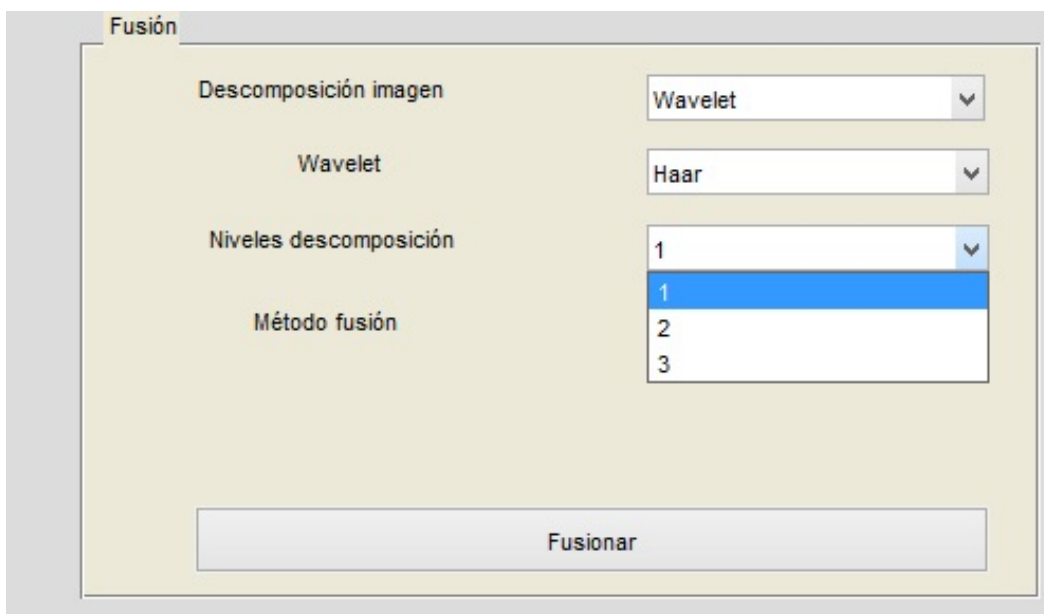 Fusión
Descomposición imagen
Wavelet
Wavelet
Haar
Niveles descomposición
1
1
2
3
Método fusión
Fusionar